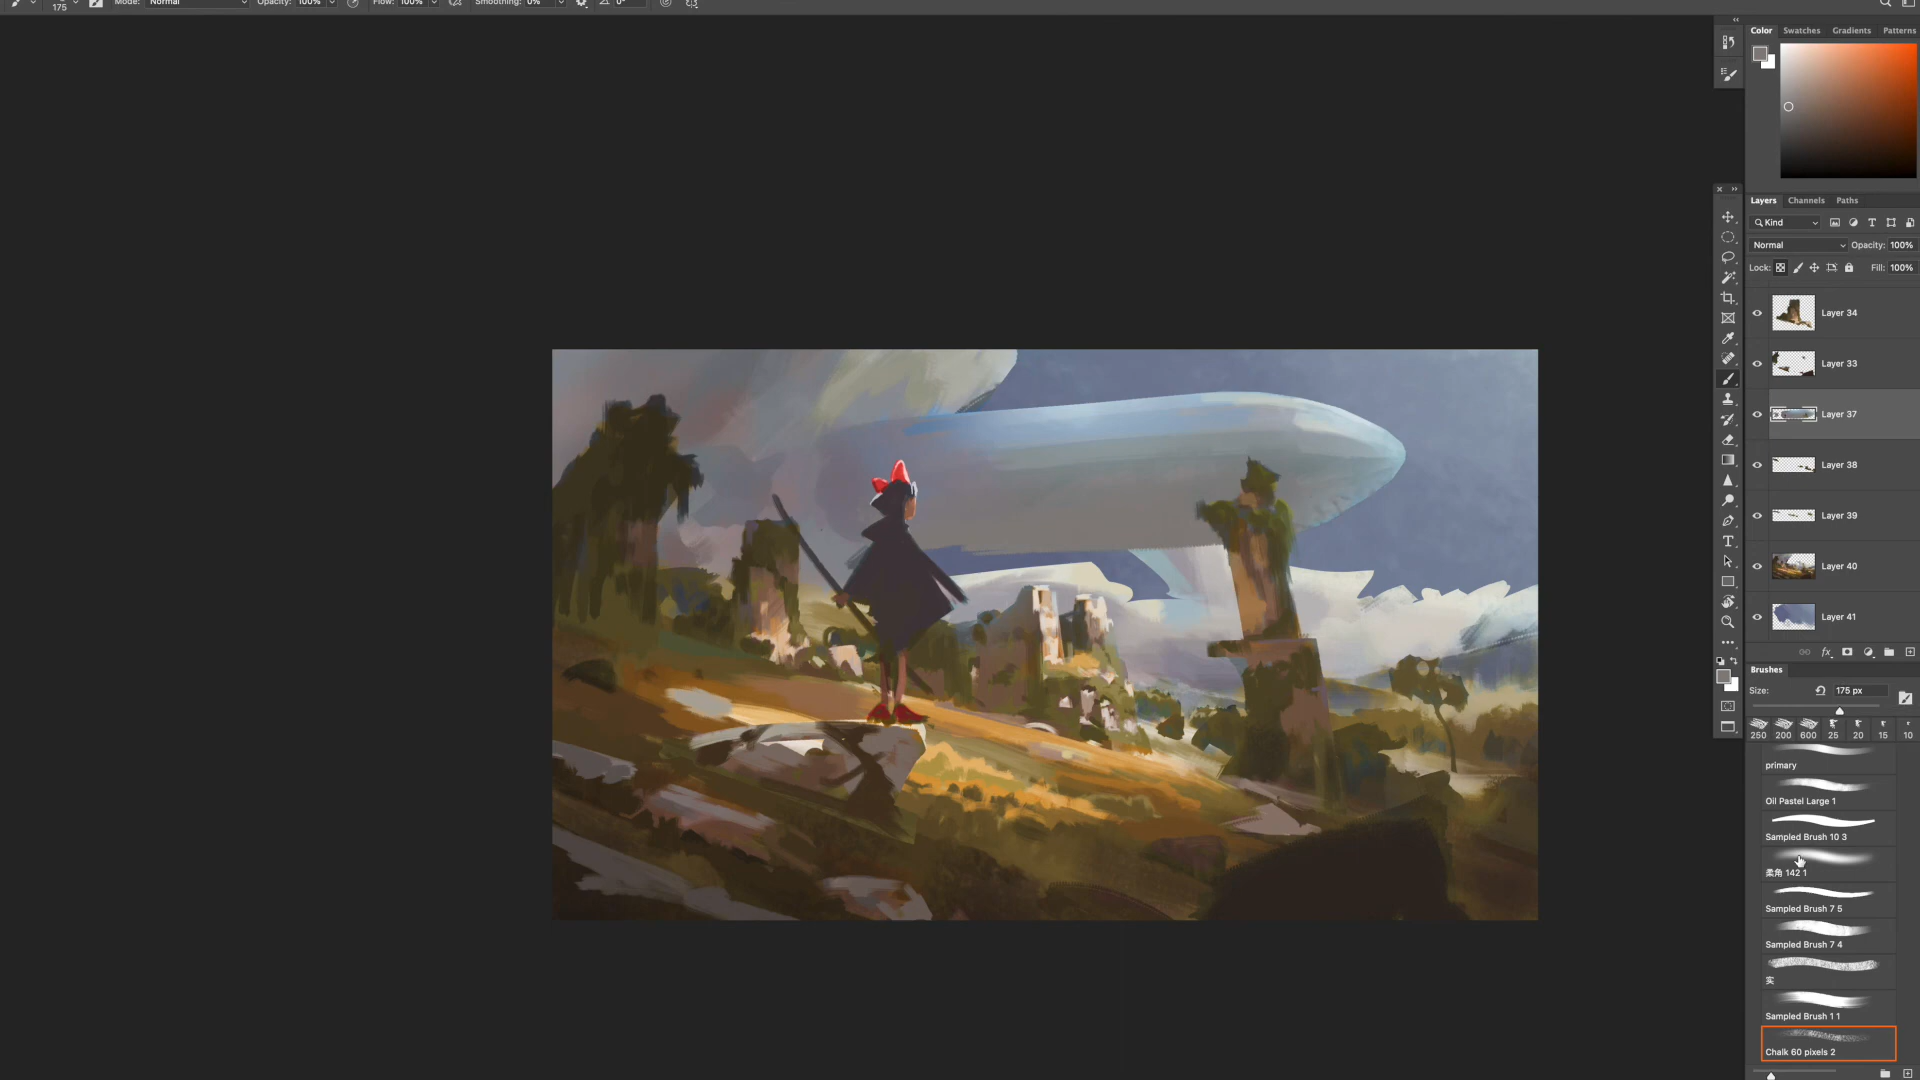 175 Mode: Normal Opacity: 100% Flow: 100% Smoothing: 0% 0°
Color Swatches Gradients Patterns
Layers Channels Paths
Kind
Normal Opacity: 100%
Lock: Fill: 100%
Layer 34
Layer 33
Layer 37
Layer 38
Layer 39
Layer 40
Layer 41
fx
Brushes
Size: 175 px
250 200 600 25 20 15 10
primary
Oil Pastel Large 1
Sampled Brush 10 3
柔角 142 1
Sampled Brush 7 5
Sampled Brush 7 4
实
Sampled Brush 1 1
Chalk 60 pixels 2